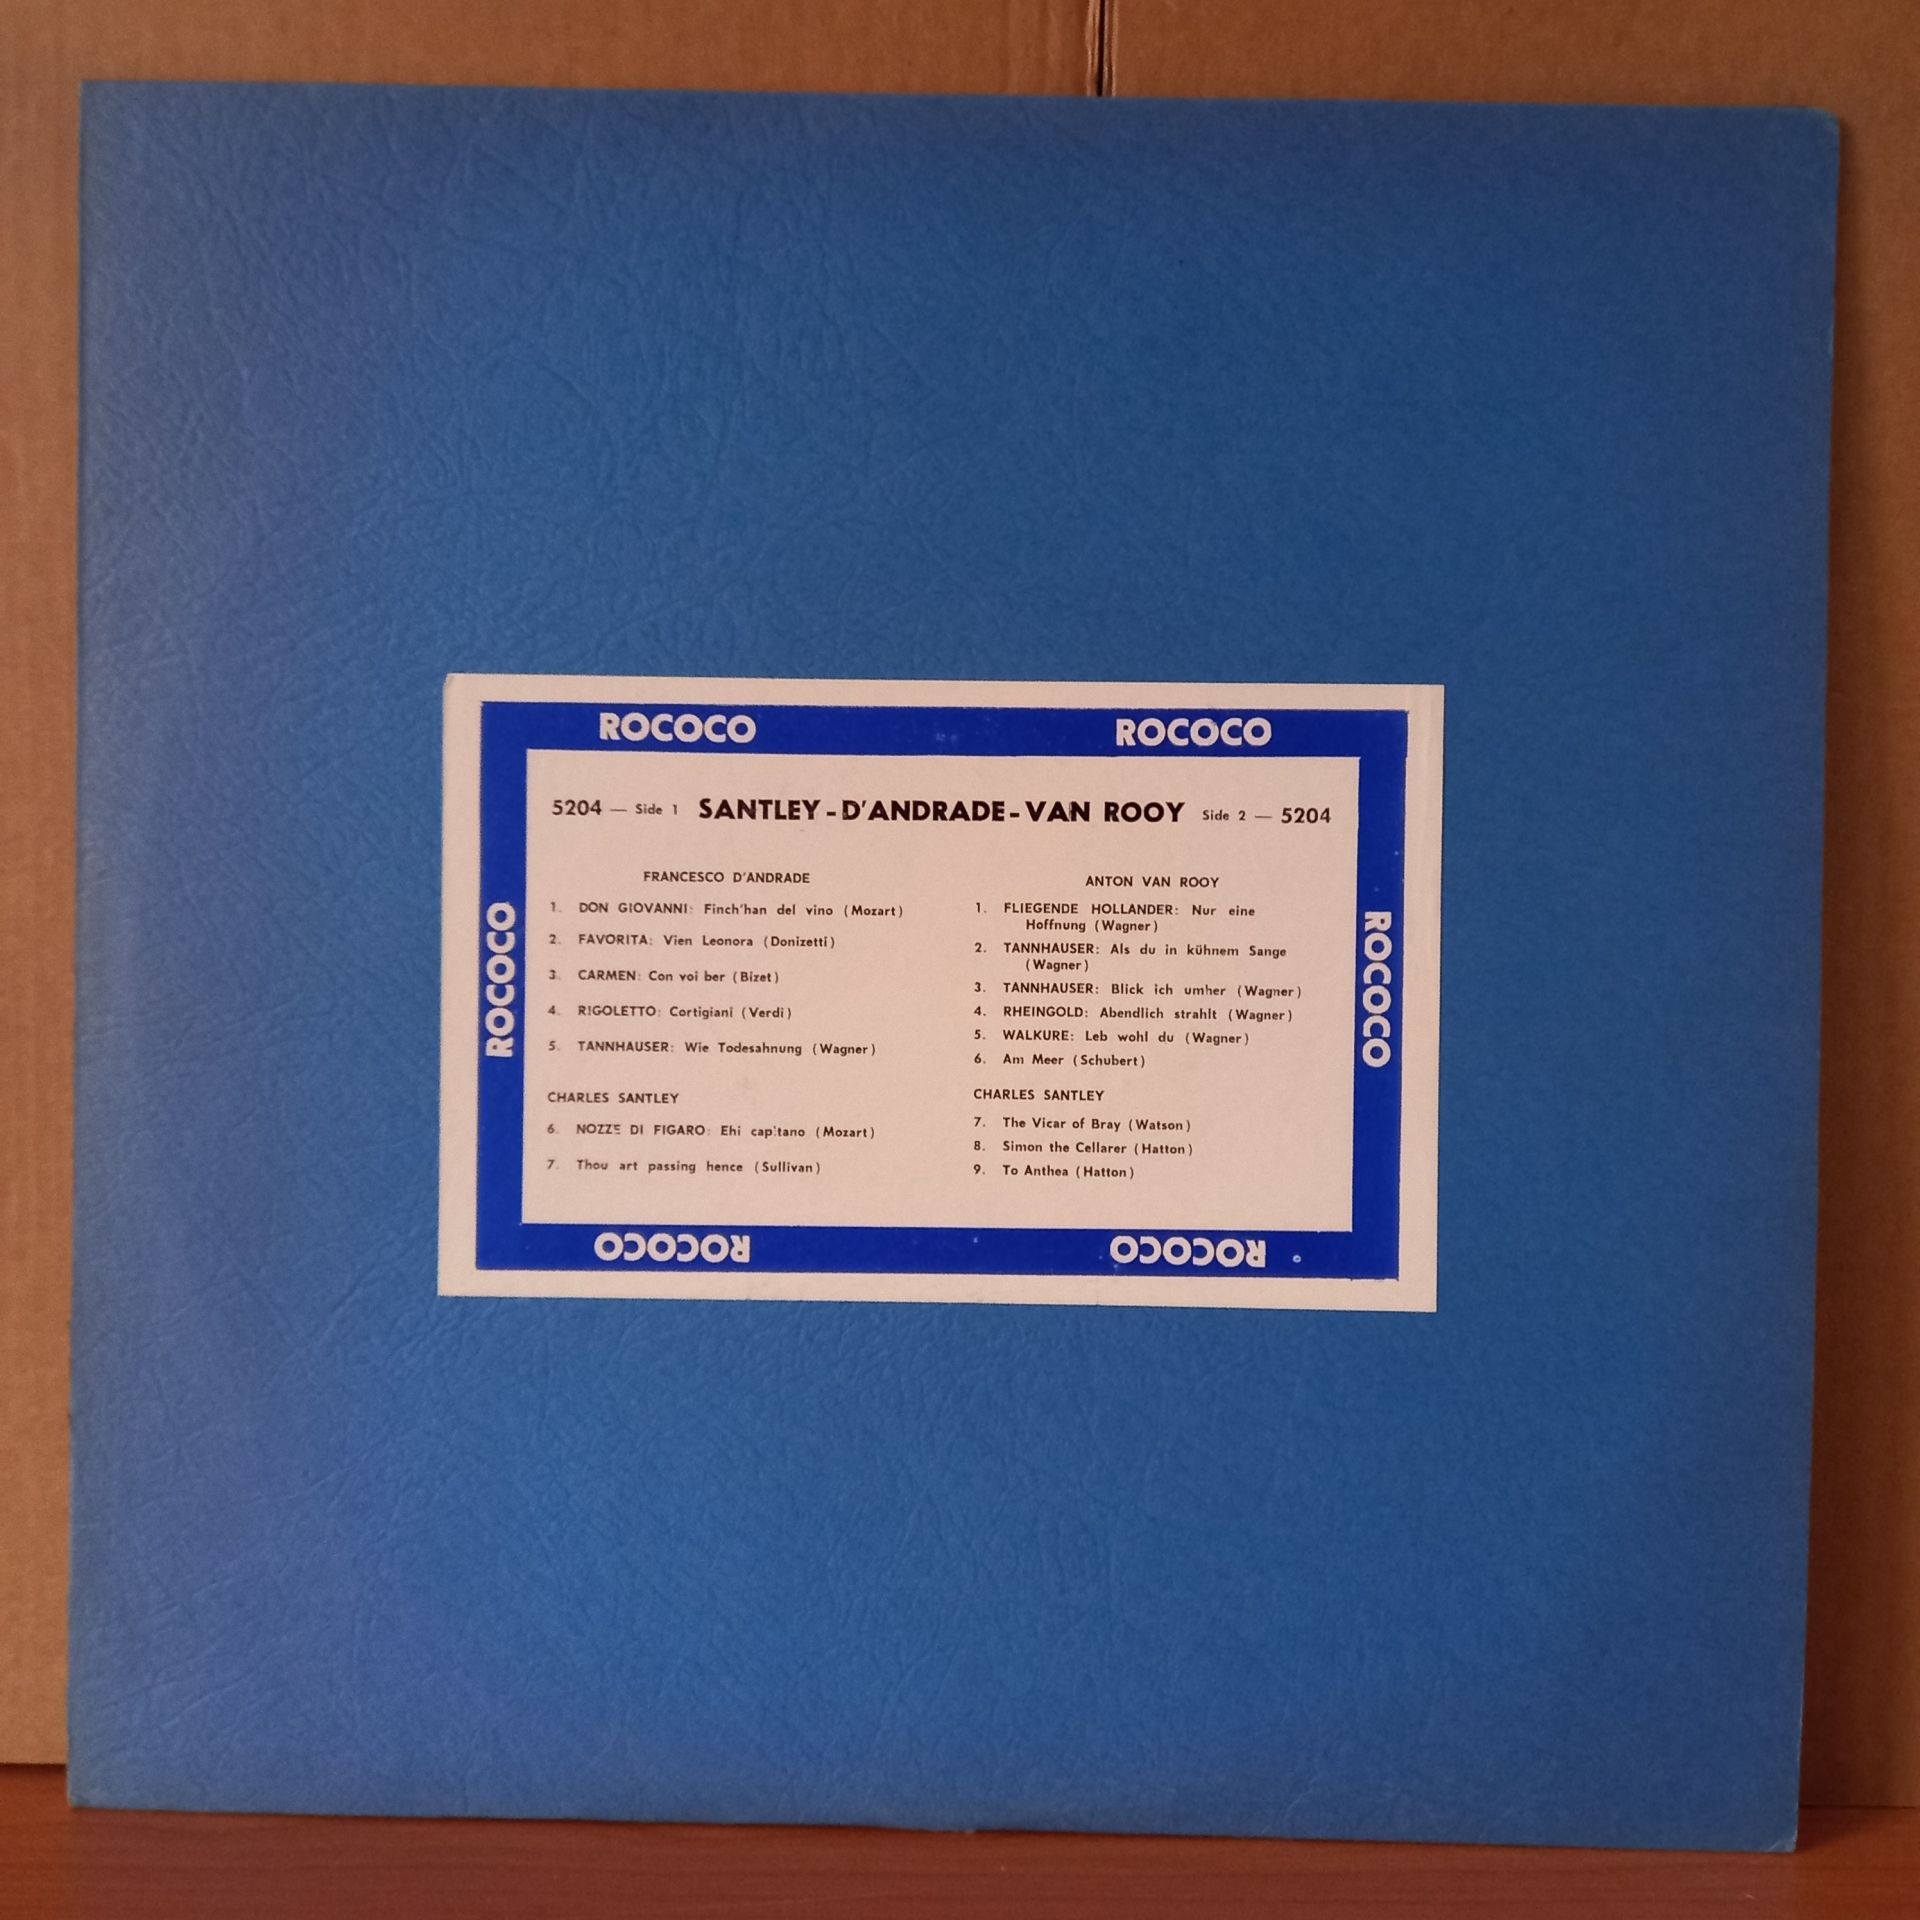 ROCOCO ROCOCO
5204 — Side 1 SANTLEY - D'ANDRADE - VAN ROOY Side 2 — 5204
FRANCESCO D'ANDRADE
1. DON GIOVANNI: Finch'han del vino (Mozart)
2. FAVORITA: Vien Leonora (Donizetti)
3. CARMEN: Con voi ber (Bizet)
4. RIGOLETTO: Cortigiani (Verdi)
5. TANNHAUSER: Wie Todesahnung (Wagner)
CHARLES SANTLEY
6. NOZZE DI FIGARO: Ehi capitano (Mozart)
7. Thou art passing hence (Sullivan)
ANTON VAN ROOY
1. FLIEGENDE HOLLANDER: Nur eine
Hoffnung (Wagner)
2. TANNHAUSER: Als du in kühnem Sange
(Wagner)
3. TANNHAUSER: Blick ich umher (Wagner)
4. RHEINGOLD: Abendlich strahlt (Wagner)
5. WALKURE: Leb wohl du (Wagner)
6. Am Meer (Schubert)
CHARLES SANTLEY
7. The Vicar of Bray (Watson)
8. Simon the Cellarer (Hatton)
9. To Anthea (Hatton)
ROCOCO
ROCOCO
ROCOCO ROCOCO